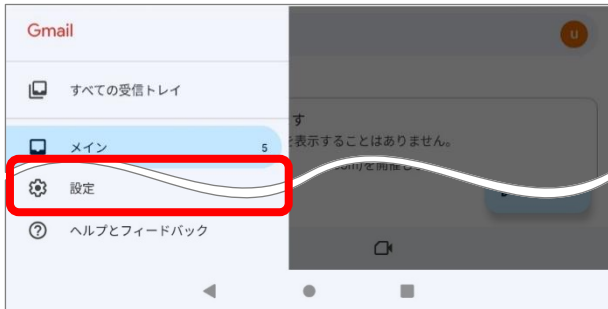 Gmail
u
すべての受信トレイ
す
メイン 5
を表示することはありません。
設定
ヘルプとフィードバック